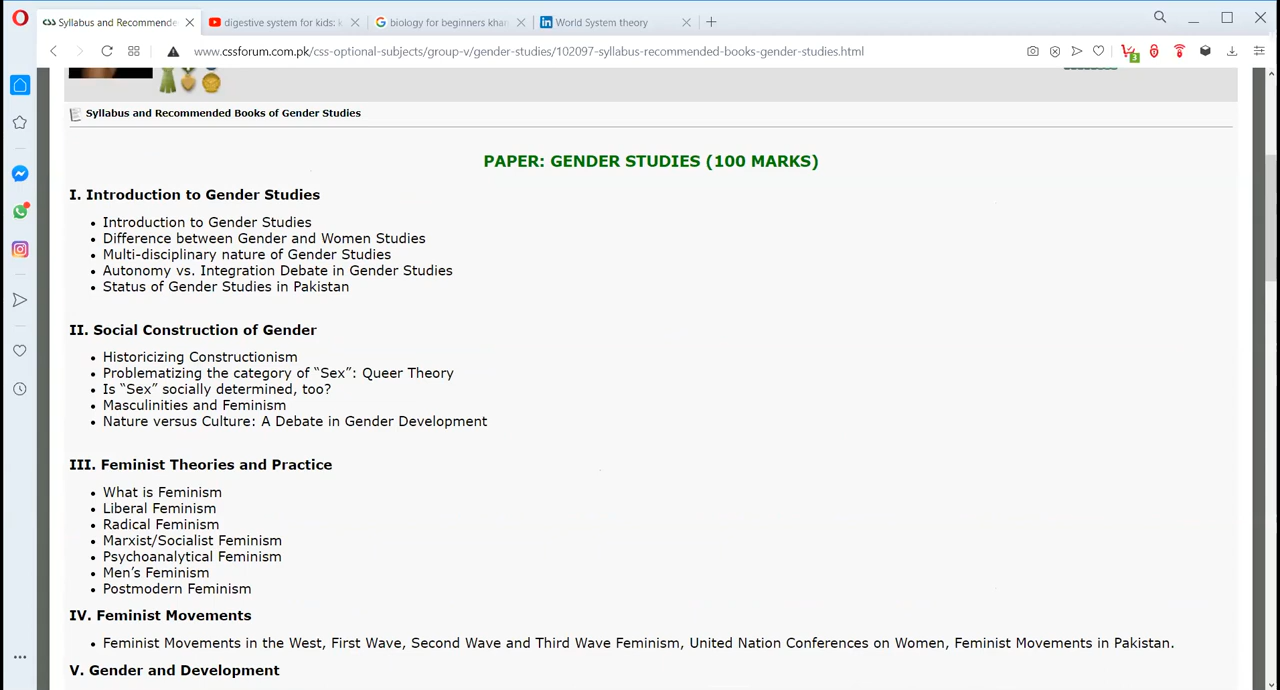 Syllabus and Recommende
digestive system for kids: k
biology for beginners khan
World System theory
www.cssforum.com.pk/css-optional-subjects/group-v/gender-studies/102097-syllabus-recommended-books-gender-studies.html
3
Syllabus and Recommended Books of Gender Studies
PAPER: GENDER STUDIES (100 MARKS)
I. Introduction to Gender Studies
• Introduction to Gender Studies
• Difference between Gender and Women Studies
• Multi-disciplinary nature of Gender Studies
• Autonomy vs. Integration Debate in Gender Studies
• Status of Gender Studies in Pakistan
II. Social Construction of Gender
• Historicizing Constructionism
• Problematizing the category of “Sex”: Queer Theory
• Is “Sex” socially determined, too?
• Masculinities and Feminism
• Nature versus Culture: A Debate in Gender Development
III. Feminist Theories and Practice
• What is Feminism
• Liberal Feminism
• Radical Feminism
• Marxist/Socialist Feminism
• Psychoanalytical Feminism
• Men’s Feminism
• Postmodern Feminism
IV. Feminist Movements
• Feminist Movements in the West, First Wave, Second Wave and Third Wave Feminism, United Nation Conferences on Women, Feminist Movements in Pakistan.
V. Gender and Development